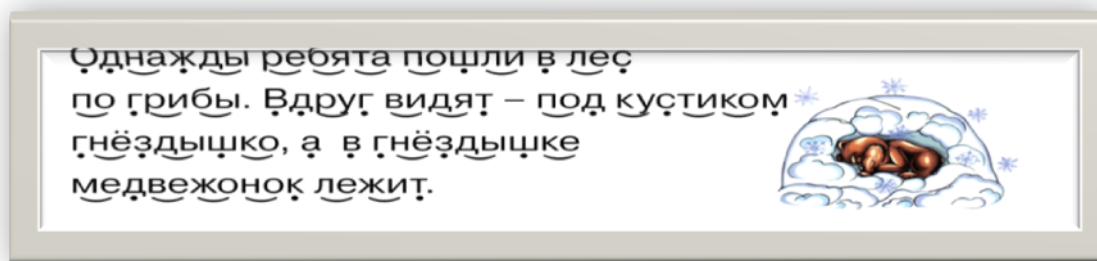 Однажды ребята пошли в лес
по грибы. Вдруг видят – под кустиком
гнёздышко, а в гнёздышке
медвежонок лежит.